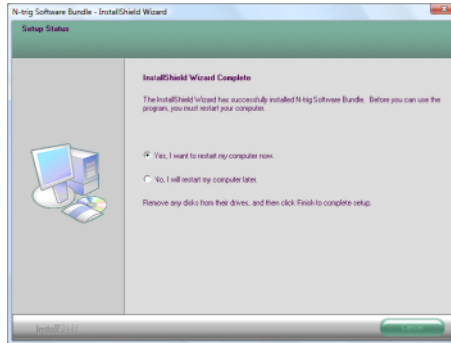 N-trig Software Bundle - InstallShield Wizard
Setup Status
InstallShield Wizard Complete
The InstallShield Wizard has successfully installed N-trig Software Bundle. Before you can use the
program, you must restart your computer.
Yes, I want to restart my computer now.
No, I will restart my computer later.
Remove any disks from their drives, and then click Finish to complete setup.
InstallShield
Cancel